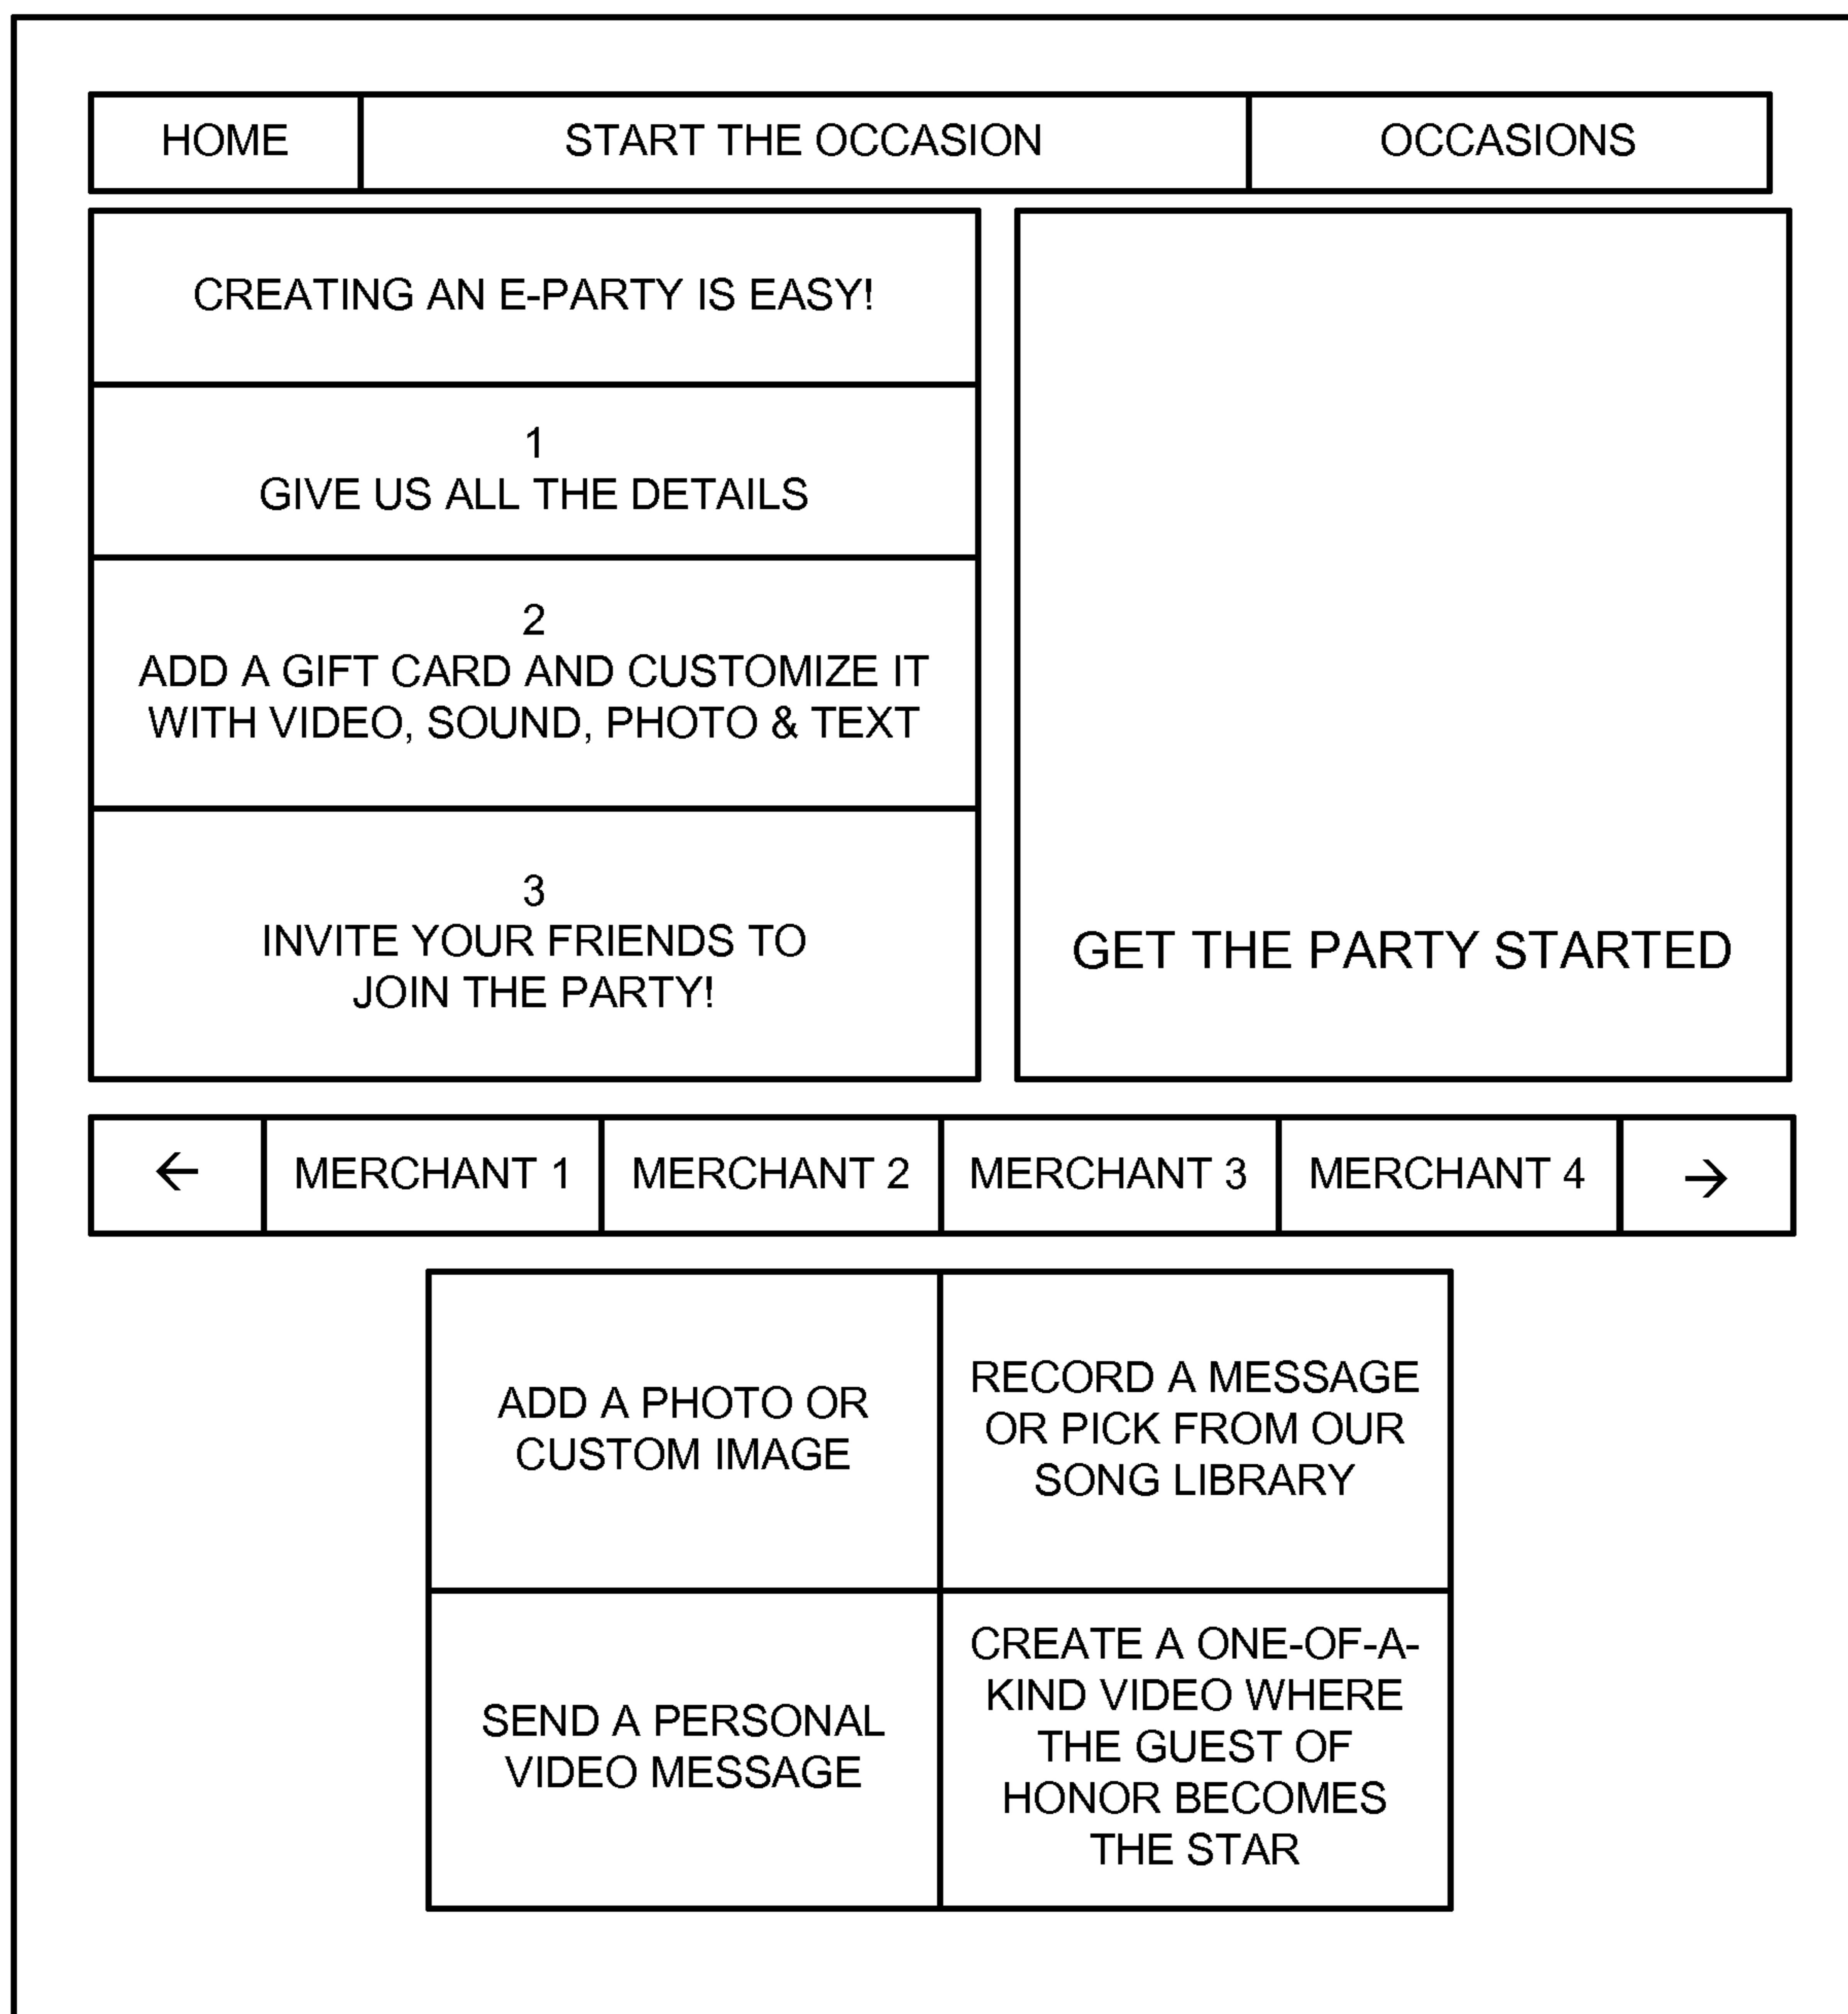 HOME
START THE OCCASION
OCCASIONS
CREATING AN E-PARTY IS EASY!
1
GIVE US ALL THE DETAILS
2
ADD A GIFT CARD AND CUSTOMIZE IT
WITH VIDEO, SOUND, PHOTO & TEXT
3
INVITE YOUR FRIENDS TO
JOIN THE PARTY!
GET THE PARTY STARTED
←
MERCHANT 1
MERCHANT 2
MERCHANT 3
MERCHANT 4
→
ADD A PHOTO OR
CUSTOM IMAGE
RECORD A MESSAGE
OR PICK FROM OUR
SONG LIBRARY
SEND A PERSONAL
VIDEO MESSAGE
CREATE A ONE-OF-A-
KIND VIDEO WHERE
THE GUEST OF
HONOR BECOMES
THE STAR